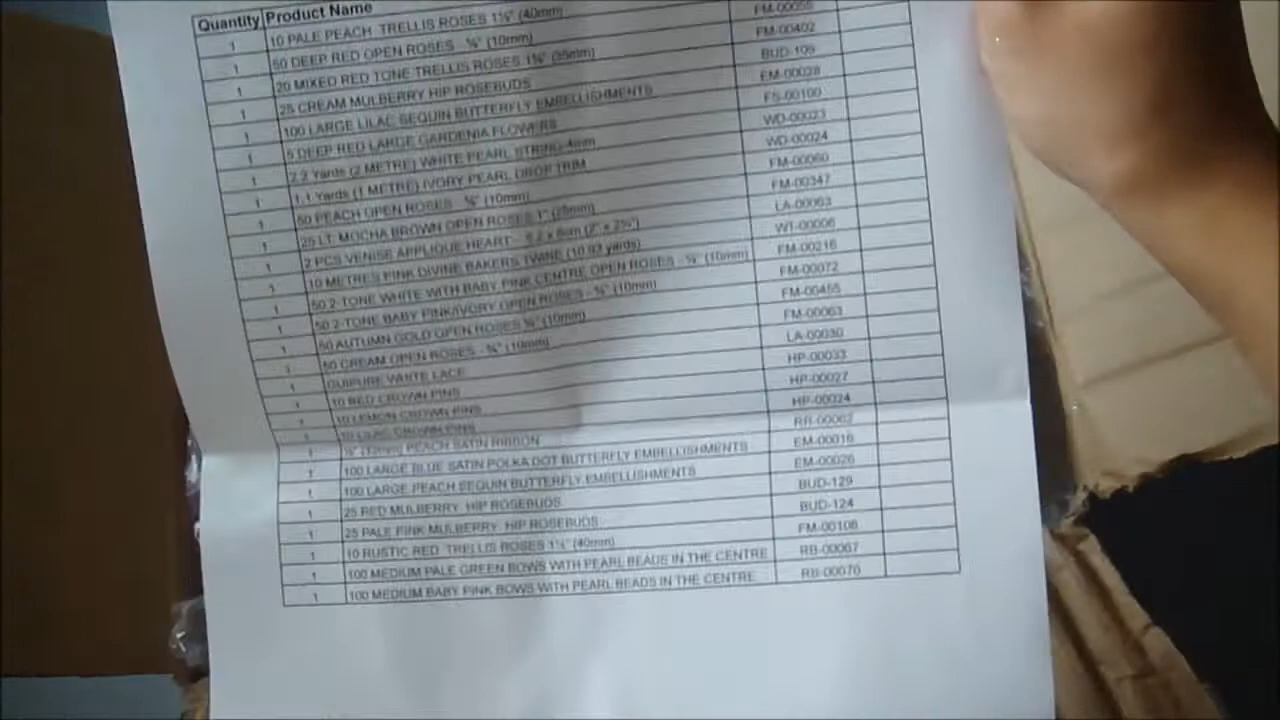 Quantity Product Name
1 10 PALE PEACH TRELLIS ROSES 1½" (40mm)
1 50 DEEP RED OPEN ROSES - ⅜" (10mm) FM-00055
1 20 MIXED RED TONE TRELLIS ROSES 1⅜" (35mm) FM-00402
1 25 CREAM MULBERRY HIP ROSEBUDS BUD-109
1 100 LARGE LILAC SEQUIN BUTTERFLY EMBELLISHMENTS EM-00028
1 5 DEEP RED LARGE GARDENIA FLOWERS FS-00100
1 2.2 Yards (2 METRE) WHITE PEARL STRING 4mm WD-00023
1 1.1 Yards (1 METRE) IVORY PEARL DROP TRIM WD-00024
1 50 PEACH OPEN ROSES - ⅜" (10mm) FM-00060
1 25 LT. MOCHA BROWN OPEN ROSES 1" (25mm) FM-00347
1 2 PCS VENISE APPLIQUE HEART - LA-00063
1 10 METRES PINK DIVINE BAKERS TWINE (10.93 yards) WT-00006
1 50 2-TONE WHITE WITH BABY PINK CENTRE OPEN ROSES - ⅜" (10mm) FM-00216
1 50 2-TONE BABY PINK/IVORY OPEN ROSES - ⅜" (10mm) FM-00072
1 50 AUTUMN GOLD OPEN ROSES ⅜" (10mm) FM-00455
1 50 CREAM OPEN ROSES - ⅜" (10mm) FM-00063
1 GUIPURE WHITE LACE LA-00030
1 10 RED CROWN PINS HP-00033
1 10 LEMON CROWN PINS HP-00027
1 10 LILAC CROWN PINS HP-00024
1 PEACH SATIN RIBBON RB-00062
1 100 LARGE BLUE SATIN POLKA DOT BUTTERFLY EMBELLISHMENTS EM-00016
1 100 LARGE PEACH SEQUIN BUTTERFLY EMBELLISHMENTS EM-00026
1 25 RED MULBERRY HIP ROSEBUDS BUD-129
1 25 PALE PINK MULBERRY HIP ROSEBUDS BUD-124
1 10 RUSTIC RED TRELLIS ROSES 1½" (40mm) FM-00108
1 100 MEDIUM PALE GREEN BOWS WITH PEARL BEADS IN THE CENTRE RB-00067
1 100 MEDIUM BABY PINK BOWS WITH PEARL BEADS IN THE CENTRE RB-00070